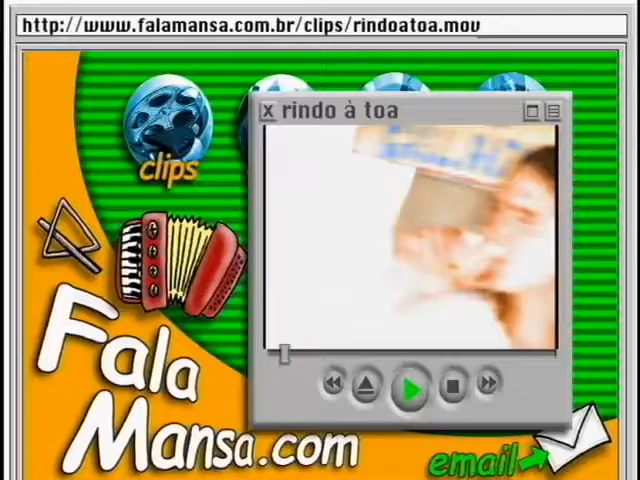 http://www.falamansa.com.br/clips/rindoatoa.mov
x rindo à toa
clips
Fala
Mansa.com
email